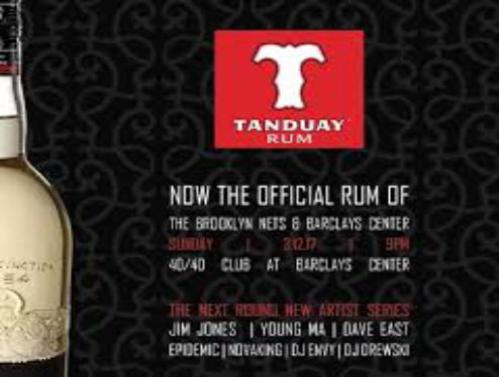 TANDUAY
RUM
NOW THE OFFICIAL RUM OF
THE BROOKLYN NETS & BARCLAYS CENTER
SUNDAY | 3.12.17 | 9PM
40/40 CLUB AT BARCLAYS CENTER
THE NEXT ROUND NEW ARTIST SERIES
JIM JONES | YOUNG MA | DAVE EAST
EPIDEMIC | NOVAKING | DJ ENVY | DJ DREWSKI